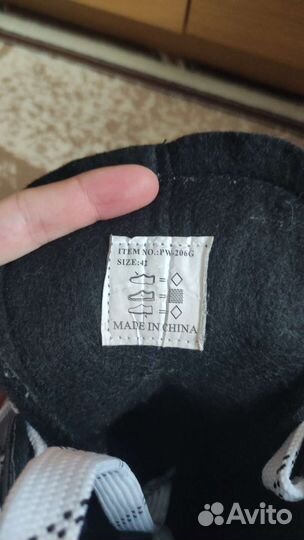 ITEM NO.:PW-206G
SIZE:42
MADE IN CHINA
Avito